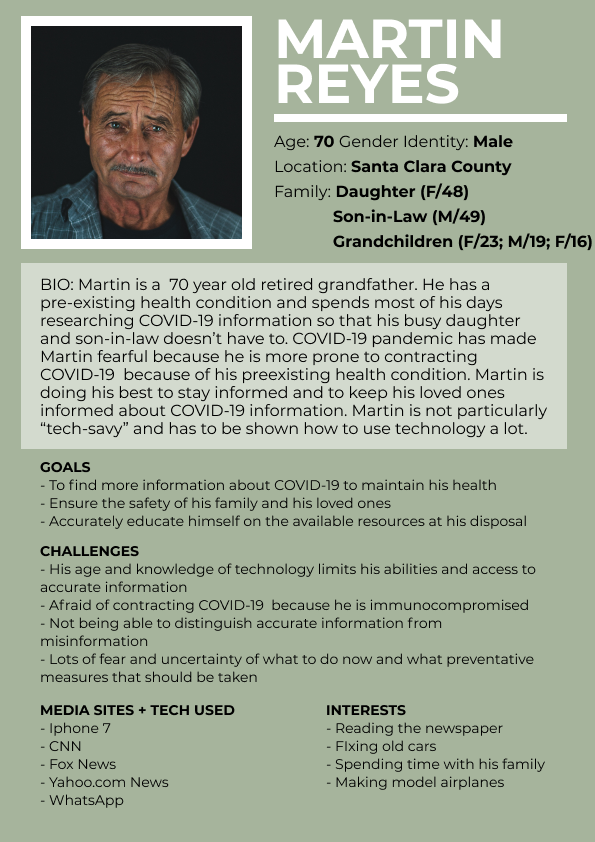 MARTIN
REYES
Age: 70 Gender Identity: Male
Location: Santa Clara County
Family: Daughter (F/48)
Son-in-Law (M/49)
Grandchildren (F/23; M/19; F/16)
BIO: Martin is a  70 year old retired grandfather. He has a
pre-existing health condition and spends most of his days
researching COVID-19 information so that his busy daughter
and son-in-law doesn’t have to. COVID-19 pandemic has made
Martin fearful because he is more prone to contracting
COVID-19  because of his preexisting health condition. Martin is
doing his best to stay informed and to keep his loved ones
informed about COVID-19 information. Martin is not particularly
“tech-savy” and has to be shown how to use technology a lot.
GOALS
- To find more information about COVID-19 to maintain his health
- Ensure the safety of his family and his loved ones
- Accurately educate himself on the available resources at his disposal
CHALLENGES
- His age and knowledge of technology limits his abilities and access to
accurate information
- Afraid of contracting COVID-19  because he is immunocompromised
- Not being able to distinguish accurate information from
misinformation
- Lots of fear and uncertainty of what to do now and what preventative
measures that should be taken
MEDIA SITES + TECH USED
- Iphone 7
- CNN
- Fox News
- Yahoo.com News
- WhatsApp
INTERESTS
- Reading the newspaper
- FIxing old cars
- Spending time with his family
- Making model airplanes